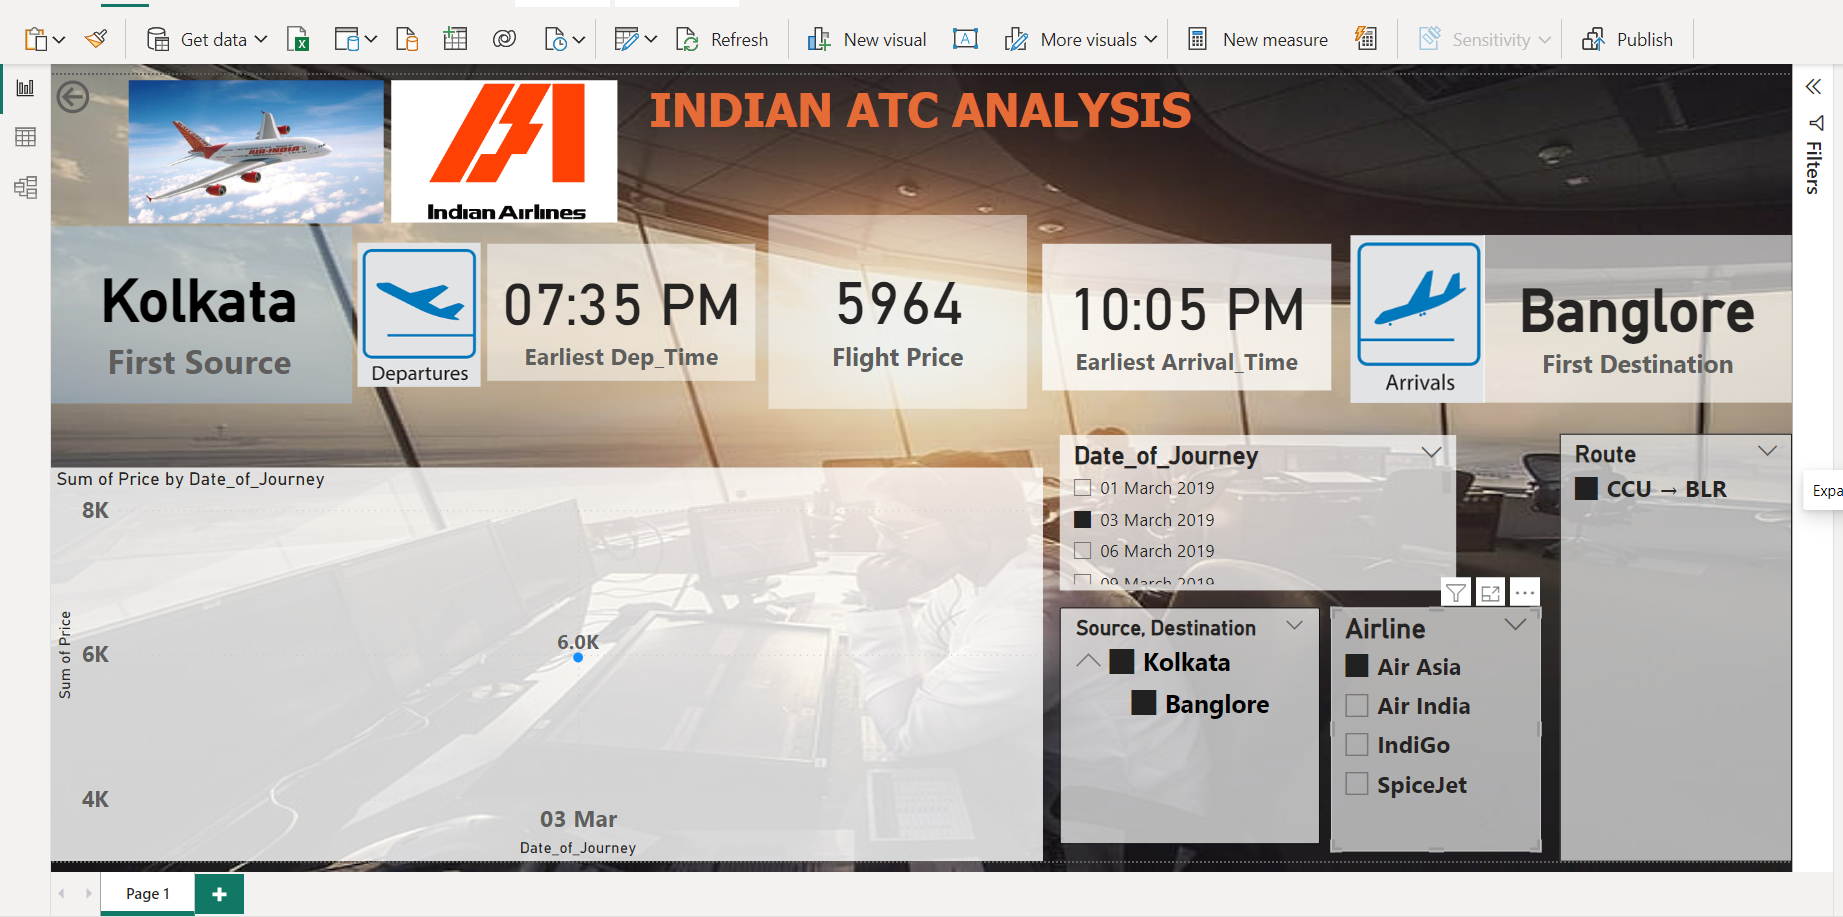 Get data
Refresh
New visual
More visuals
New measure
Sensitivity
Publish
Filters
INDIAN ATC ANALYSIS
AIR-INDIA
Indian Airlines
Kolkata
First Source
Departures
07:35 PM
Earliest Dep_Time
5964
Flight Price
10:05 PM
Earliest Arrival_Time
Arrivals
Banglore
First Destination
Sum of Price by Date_of_Journey
8K
6K
4K
Sum of Price
6.0K
03 Mar
Date_of_Journey
Date_of_Journey
01 March 2019
03 March 2019
06 March 2019
09 March 2019
Route
CCU → BLR
Expa
Source, Destination
Kolkata
Banglore
Airline
Air Asia
Air India
IndiGo
SpiceJet
Page 1